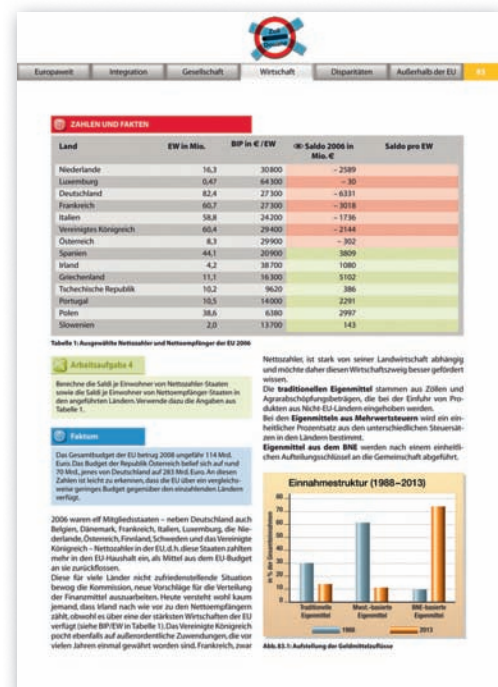 Europaweit Integration Gesellschaft Wirtschaft Disparitäten Außerhalb der EU 83
ZAHLEN UND FAKTEN
Land EW in Mio. BIP in € / EW Saldo 2006 in Mio. € Saldo pro EW
Niederlande 16,3 30800 – 2589
Luxemburg 0,47 64300 – 30
Deutschland 82,4 27300 – 6331
Frankreich 60,7 27300 – 3018
Italien 58,8 24200 – 1736
Vereinigtes Königreich 60,4 29400 – 2144
Österreich 8,3 29900 – 302
Spanien 44,1 20900 3809
Irland 4,2 38700 1080
Griechenland 11,1 16300 5102
Tschechische Republik 10,2 9620 386
Portugal 10,5 14000 2291
Polen 38,6 6380 2997
Slowenien 2,0 13700 143
Tabelle 1: Ausgewählte Nettozahler und Nettoempfänger der EU 2006
Arbeitsaufgabe 4
Berechne die Saldi je Einwohner von Nettozahler-Staaten
sowie die Saldi je Einwohner von Nettoempfänger-Staaten in
den angeführten Ländern. Verwende dazu die Angaben aus
Tabelle 1.
Faktum
Das Gesamtbudget der EU betrug 2008 ungefähr 114 Mrd.
Euro. Das Budget der Republik Österreich belief sich auf rund
70 Mrd., jenes von Deutschland auf 283 Mrd. Euro. An diesen
Zahlen ist leicht zu erkennen, dass die EU über ein vergleichs-
weise geringes Budget gegenüber den einzahlenden Ländern
verfügt.
2006 waren elf Mitgliedsstaaten – neben Deutschland auch
Belgien, Dänemark, Frankreich, Italien, Luxemburg, die Nie-
derlande, Österreich, Finnland, Schweden und das Vereinigte
Königreich – Nettozahler in der EU, d. h. diese Staaten zahlten
mehr in den EU-Haushalt ein, als Mittel aus dem EU-Budget
an sie zurückflossen.
Diese für viele Länder nicht zufriedenstellende Situation
bewog die Kommission, neue Vorschläge für die Verteilung
der Finanzmittel auszuarbeiten. Heute versteht wohl kaum
jemand, dass Irland nach wie vor zu den Nettoempfängern
zählt, obwohl es über eine der stärksten Wirtschaften der EU
verfügt (siehe BIP/EW in Tabelle 1). Das Vereinigte Königreich
pocht ebenfalls auf außerordentliche Zuwendungen, die vor
vielen Jahren einmal gewährt worden sind. Frankreich, zwar
Nettozahler, ist stark von seiner Landwirtschaft abhängig
und möchte daher diesen Wirtschaftszweig besser gefördert
wissen.
Die traditionellen Eigenmittel stammen aus Zöllen und
Agrarabschöpfungsbeträgen, die bei der Einfuhr von Pro-
dukten aus Nicht-EU-Ländern eingehoben werden.
Bei den Eigenmitteln aus Mehrwertsteuern wird ein ein-
heitlicher Prozentsatz aus den unterschiedlichen Steuersät-
zen in den Ländern bestimmt.
Eigenmittel aus dem BNE werden nach einem einheitli-
chen Aufteilungsschlüssel an die Gemeinschaft abgeführt.
Einnahmestruktur (1988–2013)
in % der Gesamteinnahmen
80
70
60
50
40
30
20
10
0
Traditionelle Eigenmittel Mwst.-basierte Eigenmittel BNE-basierte Eigenmittel
1988 2013
Abb. 83.1: Aufstellung der Geldmittelzuflüsse